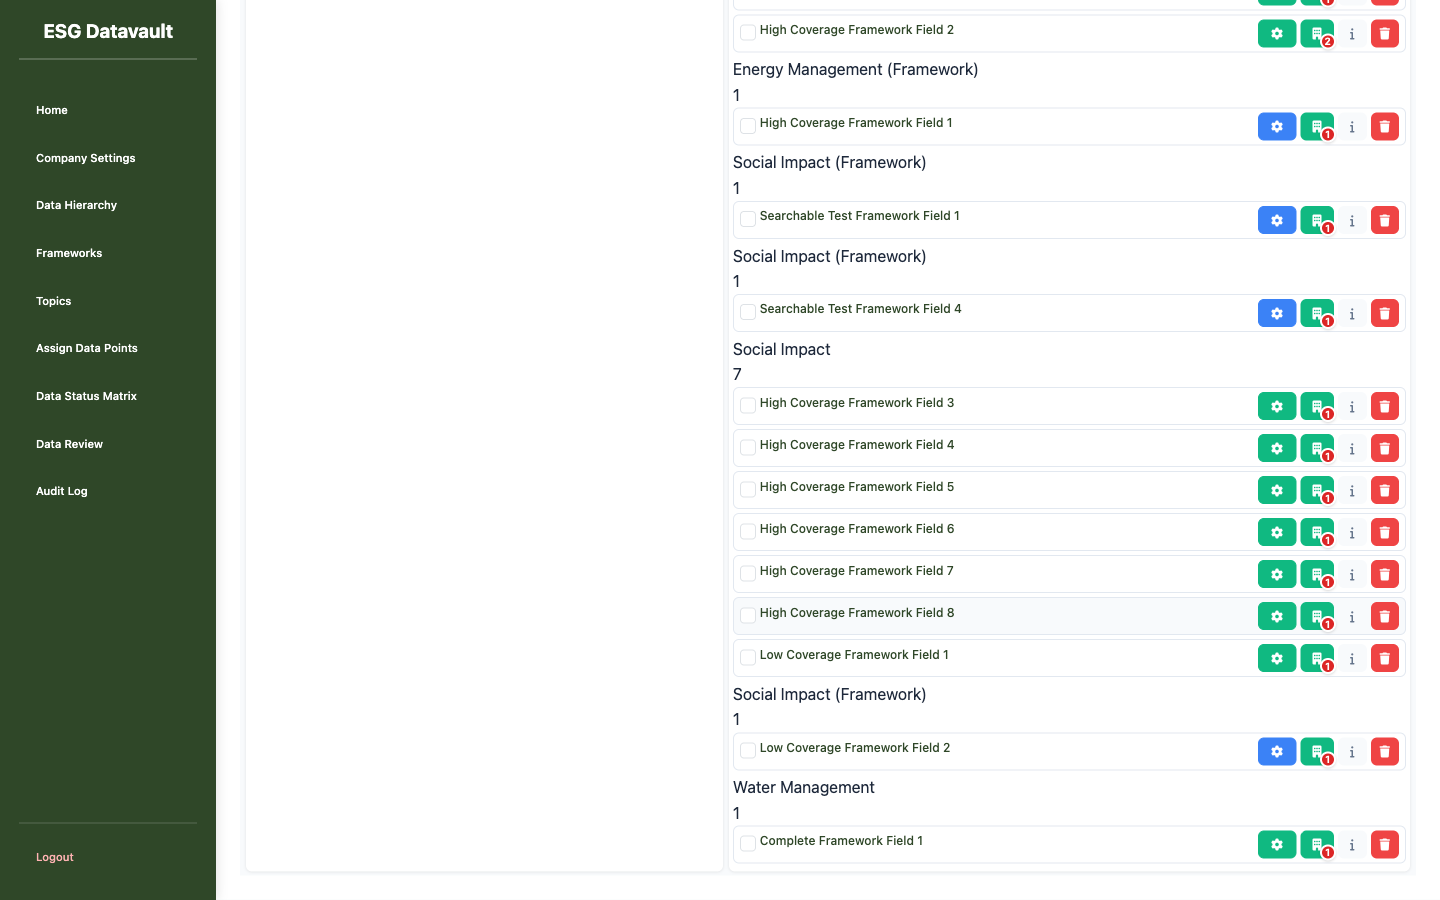 ESG Datavault
Home
Company Settings
Data Hierarchy
Frameworks
Topics
Assign Data Points
Data Status Matrix
Data Review
Audit Log
Logout
1
High Coverage Framework Field 2
2
Energy Management (Framework)
1
High Coverage Framework Field 1
1
Social Impact (Framework)
1
Searchable Test Framework Field 1
1
Social Impact (Framework)
1
Searchable Test Framework Field 4
1
Social Impact
7
High Coverage Framework Field 3
1
High Coverage Framework Field 4
1
High Coverage Framework Field 5
1
High Coverage Framework Field 6
1
High Coverage Framework Field 7
1
High Coverage Framework Field 8
1
Low Coverage Framework Field 1
1
Social Impact (Framework)
1
Low Coverage Framework Field 2
1
Water Management
1
Complete Framework Field 1
1